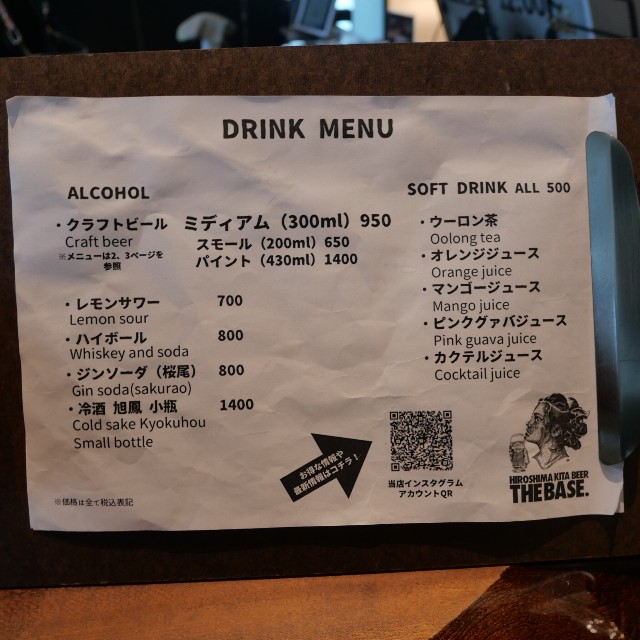 DRINK MENU
ALCOHOL
・クラフトビール ミディアム（300ml）950
Craft beer
スモール（200ml）650
※メニューは2、3ページを
参照
パイント（430ml）1400
・レモンサワー 700
Lemon sour
・ハイボール 800
Whiskey and soda
・ジンソーダ（桜尾） 800
Gin soda(sakurao)
・冷酒 旭鳳 小瓶 1400
Cold sake Kyokuhou
Small bottle
※価格は全て税込表記
SOFT DRINK ALL 500
・ウーロン茶
Oolong tea
・オレンジジュース
Orange juice
・マンゴージュース
Mango juice
・ピンクグァバジュース
Pink guava juice
・カクテルジュース
Cocktail juice
お得な情報や
最新情報はコチラ！
当店インスタグラム
アカウントQR
HIROSHIMA KITA BEER
THE BASE.